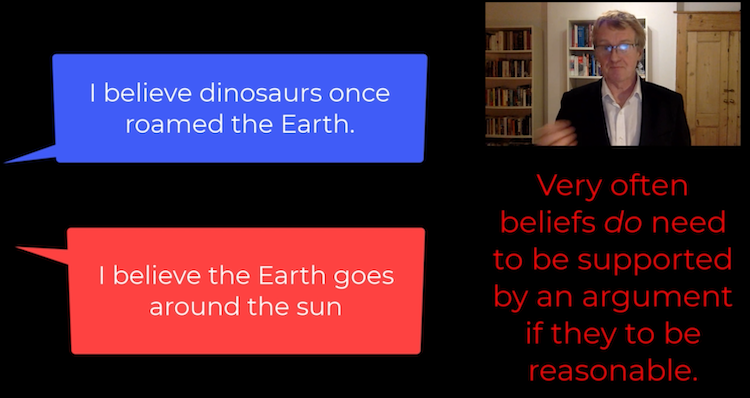 I believe dinosaurs once
roamed the Earth.
I believe the Earth goes
around the sun
Very often
beliefs do need
to be supported
by an argument
if they to be
reasonable.